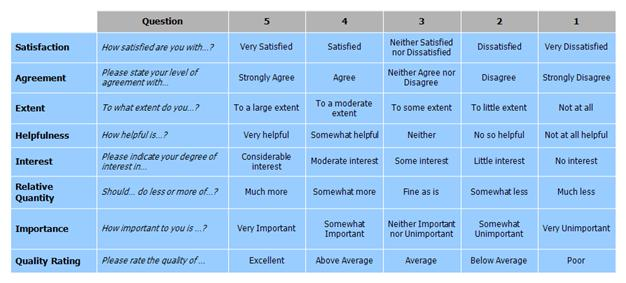 Question 5 4 3 2 1
Satisfaction How satisfied are you with...? Very Satisfied Satisfied Neither Satisfied nor Dissatisfied Dissatisfied Very Dissatisfied
Agreement Please state your level of agreement with... Strongly Agree Agree Neither Agree nor Disagree Disagree Strongly Disagree
Extent To what extent do you...? To a large extent To a moderate extent To some extent To little extent Not at all
Helpfulness How helpful is...? Very helpful Somewhat helpful Neither No so helpful Not at all helpful
Interest Please indicate your degree of interest in... Considerable interest Moderate interest Some interest Little interest No interest
Relative Quantity Should... do less or more of...? Much more Somewhat more Fine as is Somewhat less Much less
Importance How important to you is ...? Very Important Somewhat Important Neither Important nor Unimportant Somewhat Unimportant Very Unimportant
Quality Rating Please rate the quality of ... Excellent Above Average Average Below Average Poor